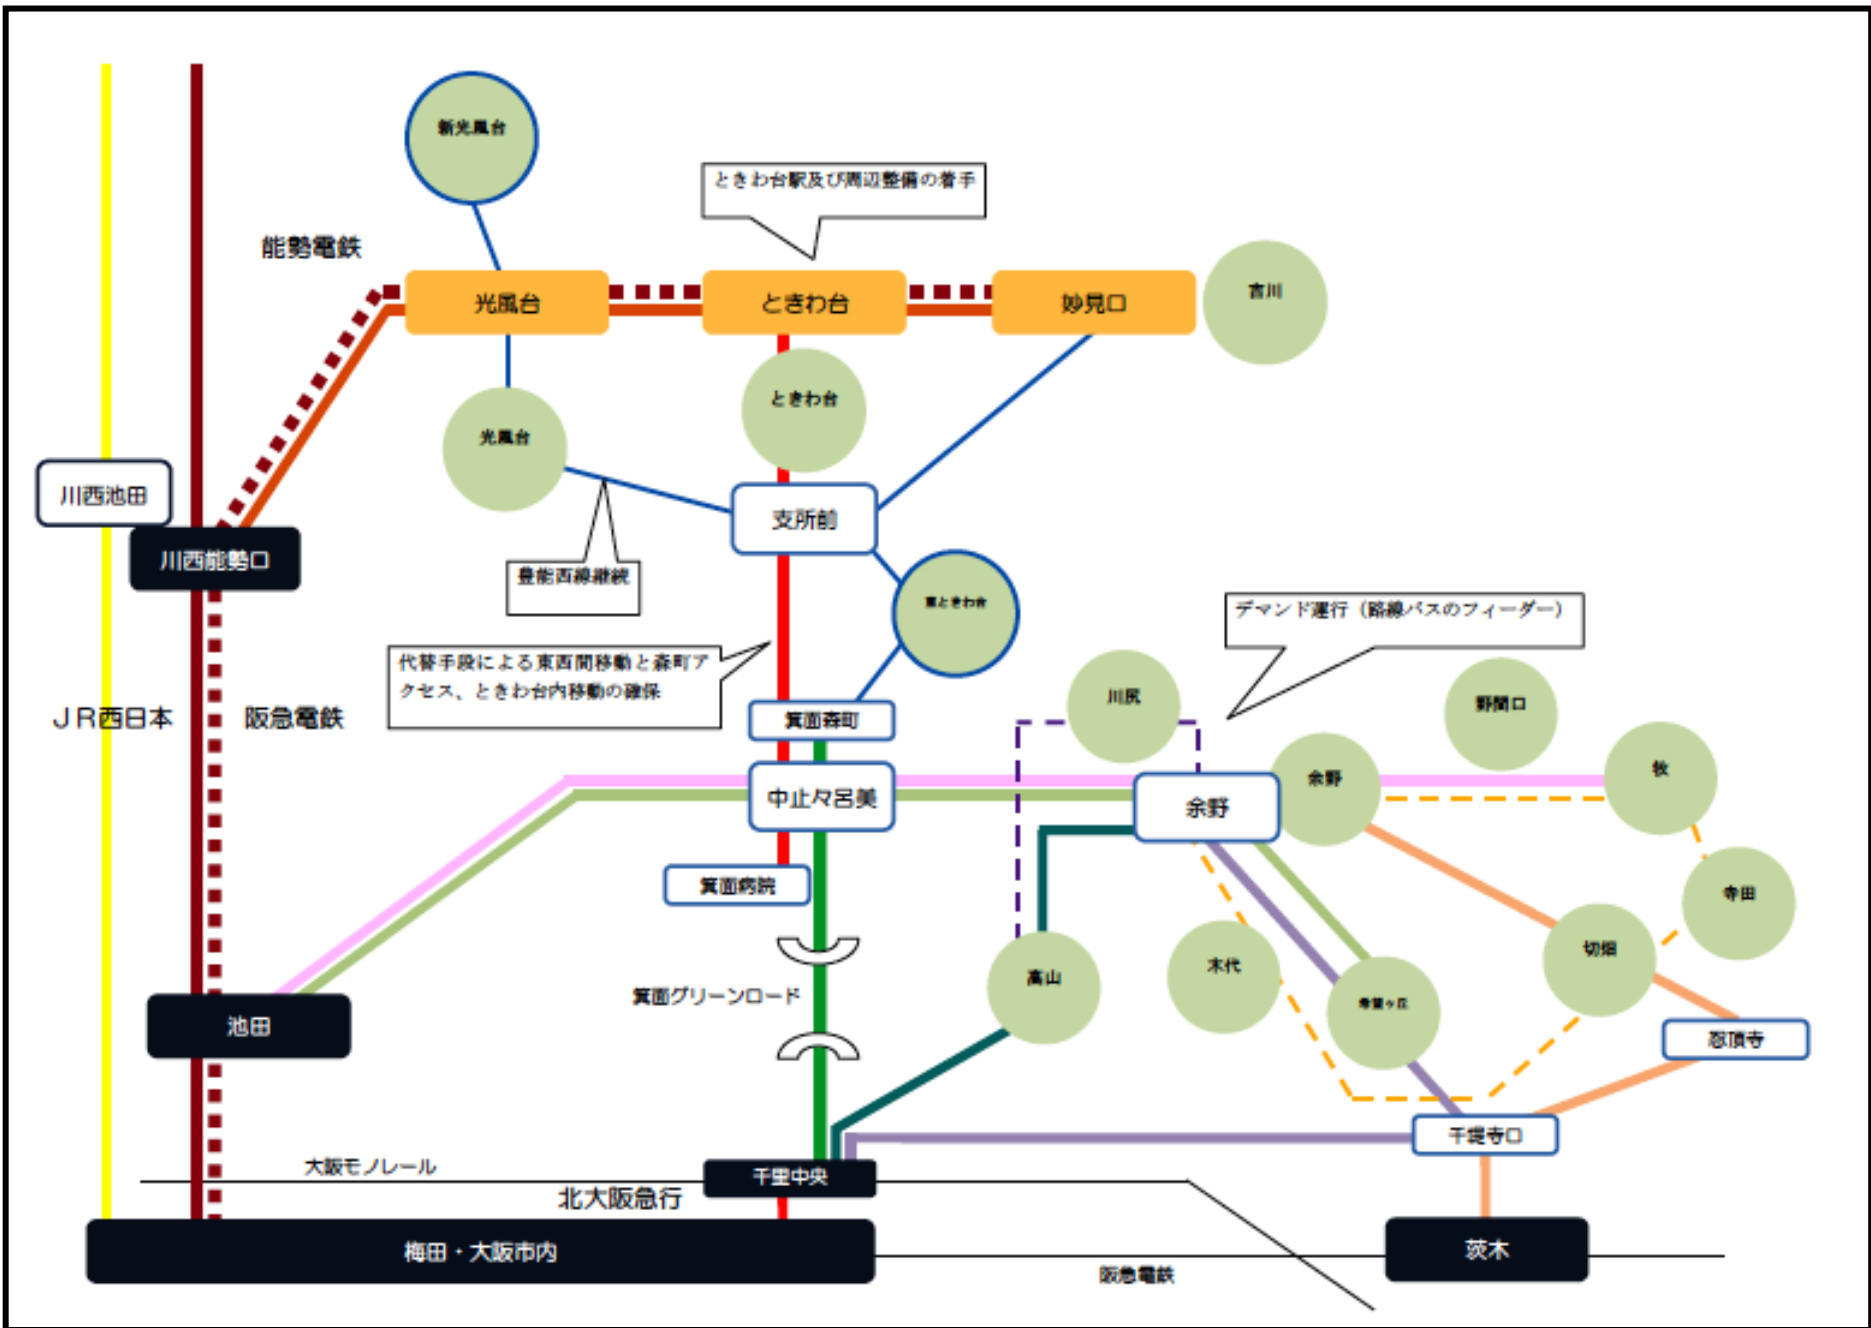 新光風台
ときわ台駅及び周辺整備の着手
能勢電鉄
光風台
ときわ台
妙見口
吉川
ときわ台
光風台
川西池田
支所前
川西能勢口
豊能西線継続
東ときわ台
デマンド運行（路線バスのフィーダー）
代替手段による東西間移動と森町ア
クセス、ときわ台内移動の確保
川尻
野間口
ＪＲ西日本
阪急電鉄
箕面森町
余野
牧
中止々呂美
余野
箕面病院
寺田
切畑
高山
木代
希望ヶ丘
箕面グリーンロード
池田
忍頂寺
千提寺口
大阪モノレール
千里中央
北大阪急行
梅田・大阪市内
茨木
阪急電鉄